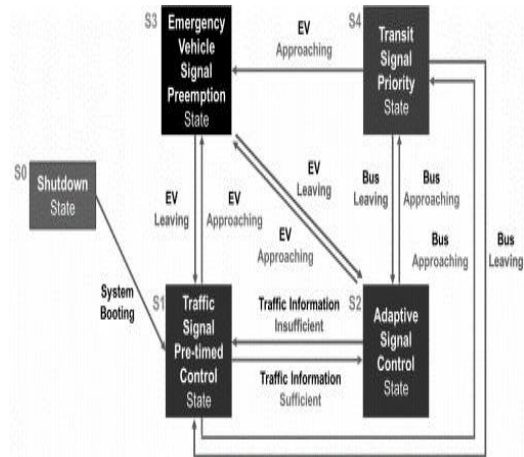 S3
Emergency
Vehicle
Signal
Preemption
State
EV
Approaching
S4
Transit
Signal
Priority
State
S0
Shutdown
State
System
Booting
EV
Leaving
EV
Approaching
EV
Leaving
EV
Approaching
Bus
Leaving
Bus
Approaching
Bus
Approaching
Bus
Leaving
S1
Traffic
Signal
Pre-timed
Control
State
Traffic Information
Insufficient
Traffic Information
Sufficient
S2
Adaptive
Signal
Control
State